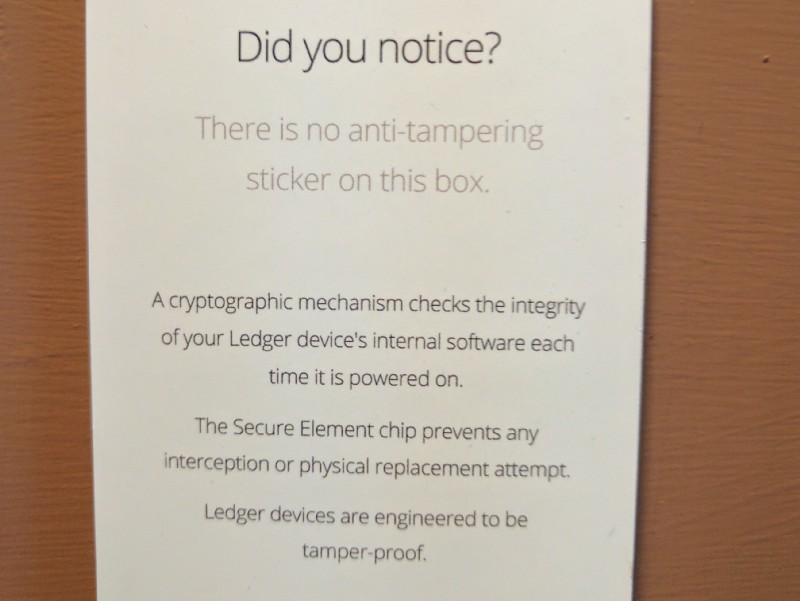 Did you notice?
There is no anti-tampering
sticker on this box.
A cryptographic mechanism checks the integrity
of your Ledger device's internal software each
time it is powered on.
The Secure Element chip prevents any
interception or physical replacement attempt.
Ledger devices are engineered to be
tamper-proof.